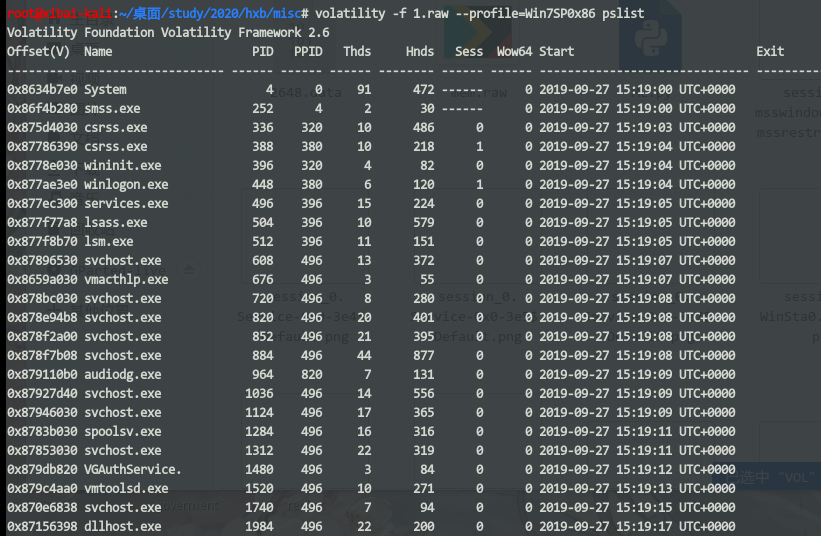 root@mibai-kali:~/桌面/study/2020/hxb/misc# volatility -f 1.raw --profile=Win7SP0x86 pslist
Volatility Foundation Volatility Framework 2.6
Offset(V) Name PID PPID Thds Hnds Sess Wow64 Start Exit
---------- -------------------- ------ ------ ------ -------- ------ ------ ------------------------------ ------------------------------
0x8634b7e0 System 4 0 91 472 ------ 0 2019-09-27 15:19:00 UTC+0000
0x86f4b280 smss.exe 252 4 2 30 ------ 0 2019-09-27 15:19:00 UTC+0000
0x875d4030 csrss.exe 336 320 10 486 0 0 2019-09-27 15:19:03 UTC+0000
0x87786390 csrss.exe 388 380 10 218 1 0 2019-09-27 15:19:04 UTC+0000
0x8778e030 wininit.exe 396 320 4 82 0 0 2019-09-27 15:19:04 UTC+0000
0x877ae3e0 winlogon.exe 448 380 6 120 1 0 2019-09-27 15:19:04 UTC+0000
0x877ec300 services.exe 496 396 15 224 0 0 2019-09-27 15:19:05 UTC+0000
0x877f77a8 lsass.exe 504 396 10 579 0 0 2019-09-27 15:19:05 UTC+0000
0x877f8b70 lsm.exe 512 396 11 151 0 0 2019-09-27 15:19:05 UTC+0000
0x87896530 svchost.exe 608 496 13 372 0 0 2019-09-27 15:19:07 UTC+0000
0x8659a030 vmacthlp.exe 676 496 3 55 0 0 2019-09-27 15:19:07 UTC+0000
0x878bc030 svchost.exe 720 496 8 280 0 0 2019-09-27 15:19:08 UTC+0000
0x878e94b8 svchost.exe 820 496 20 401 0 0 2019-09-27 15:19:08 UTC+0000
0x878f2a00 svchost.exe 852 496 21 395 0 0 2019-09-27 15:19:08 UTC+0000
0x878f7b08 svchost.exe 884 496 44 877 0 0 2019-09-27 15:19:08 UTC+0000
0x879110b0 audiodg.exe 964 820 7 131 0 0 2019-09-27 15:19:09 UTC+0000
0x87927d40 svchost.exe 1036 496 14 556 0 0 2019-09-27 15:19:09 UTC+0000
0x87946030 svchost.exe 1124 496 17 365 0 0 2019-09-27 15:19:09 UTC+0000
0x8783b030 spoolsv.exe 1284 496 16 316 0 0 2019-09-27 15:19:11 UTC+0000
0x87853030 svchost.exe 1312 496 22 319 0 0 2019-09-27 15:19:11 UTC+0000
0x879db820 VGAuthService. 1480 496 3 84 0 0 2019-09-27 15:19:12 UTC+0000
0x879c4aa0 vmtoolsd.exe 1520 496 10 271 0 0 2019-09-27 15:19:13 UTC+0000
0x870e6838 svchost.exe 1740 496 7 94 0 0 2019-09-27 15:19:15 UTC+0000
0x87156398 dllhost.exe 1984 496 22 200 0 0 2019-09-27 15:19:17 UTC+0000